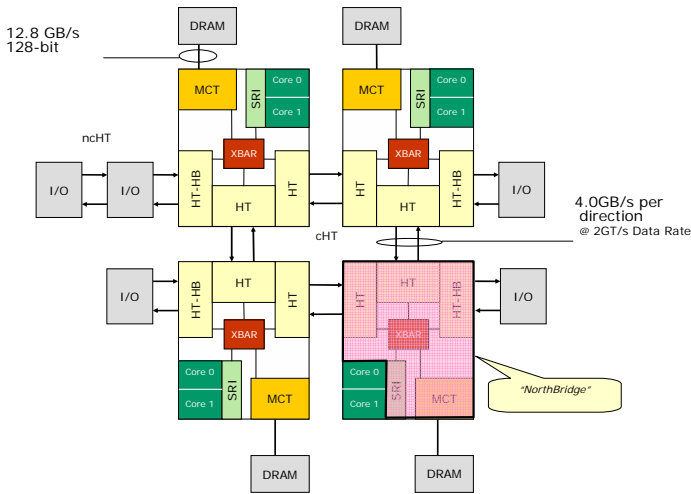 DRAM
DRAM
12.8 GB/s
128-bit
MCT
SRI
Core 0
Core 1
MCT
SRI
Core 0
Core 1
ncHT
XBAR
XBAR
I/O
I/O
HT-HB
HT
HT
HT
HT
HT-HB
I/O
4.0GB/s per
direction
@ 2GT/s Data Rate
cHT
I/O
HT-HB
HT
HT
HT
HT
HT-HB
I/O
XBAR
XBAR
Core 0
Core 1
SRI
MCT
Core 0
Core 1
SRI
MCT
"NorthBridge"
DRAM
DRAM